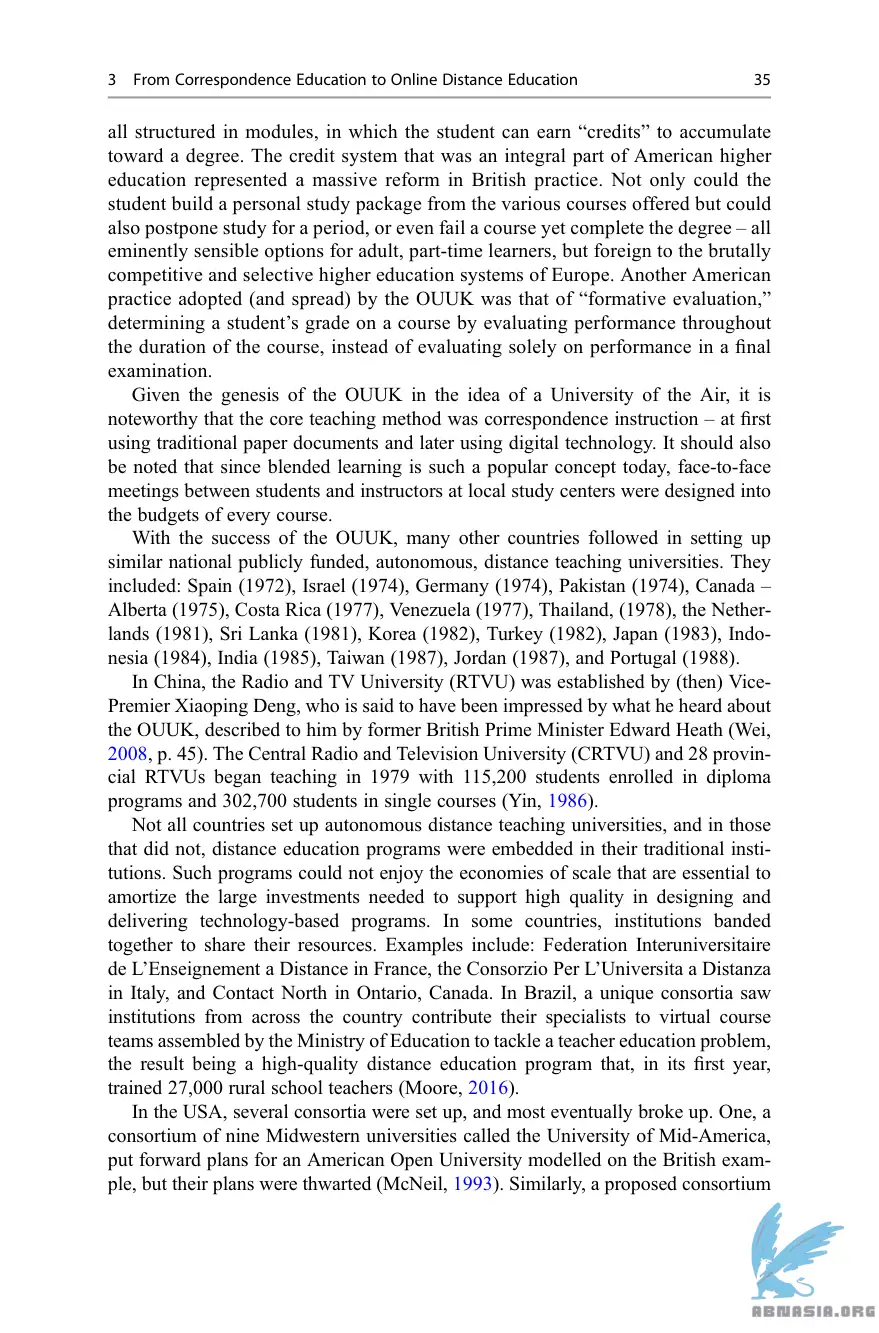 3 From Correspondence Education to Online Distance Education 35
all structured in modules, in which the student can earn “credits” to accumulate
toward a degree. The credit system that was an integral part of American higher
education represented a massive reform in British practice. Not only could the
student build a personal study package from the various courses offered but could
also postpone study for a period, or even fail a course yet complete the degree – all
eminently sensible options for adult, part-time learners, but foreign to the brutally
competitive and selective higher education systems of Europe. Another American
practice adopted (and spread) by the OUUK was that of “formative evaluation,”
determining a student’s grade on a course by evaluating performance throughout
the duration of the course, instead of evaluating solely on performance in a final
examination.
Given the genesis of the OUUK in the idea of a University of the Air, it is
noteworthy that the core teaching method was correspondence instruction – at first
using traditional paper documents and later using digital technology. It should also
be noted that since blended learning is such a popular concept today, face-to-face
meetings between students and instructors at local study centers were designed into
the budgets of every course.
With the success of the OUUK, many other countries followed in setting up
similar national publicly funded, autonomous, distance teaching universities. They
included: Spain (1972), Israel (1974), Germany (1974), Pakistan (1974), Canada –
Alberta (1975), Costa Rica (1977), Venezuela (1977), Thailand, (1978), the Nether-
lands (1981), Sri Lanka (1981), Korea (1982), Turkey (1982), Japan (1983), Indo-
nesia (1984), India (1985), Taiwan (1987), Jordan (1987), and Portugal (1988).
In China, the Radio and TV University (RTVU) was established by (then) Vice-
Premier Xiaoping Deng, who is said to have been impressed by what he heard about
the OUUK, described to him by former British Prime Minister Edward Heath (Wei,
2008, p. 45). The Central Radio and Television University (CRTVU) and 28 provin-
cial RTVUs began teaching in 1979 with 115,200 students enrolled in diploma
programs and 302,700 students in single courses (Yin, 1986).
Not all countries set up autonomous distance teaching universities, and in those
that did not, distance education programs were embedded in their traditional insti-
tutions. Such programs could not enjoy the economies of scale that are essential to
amortize the large investments needed to support high quality in designing and
delivering technology-based programs. In some countries, institutions banded
together to share their resources. Examples include: Federation Interuniversitaire
de L’Enseignement a Distance in France, the Consorzio Per L’Universita a Distanza
in Italy, and Contact North in Ontario, Canada. In Brazil, a unique consortia saw
institutions from across the country contribute their specialists to virtual course
teams assembled by the Ministry of Education to tackle a teacher education problem,
the result being a high-quality distance education program that, in its first year,
trained 27,000 rural school teachers (Moore, 2016).
In the USA, several consortia were set up, and most eventually broke up. One, a
consortium of nine Midwestern universities called the University of Mid-America,
put forward plans for an American Open University modelled on the British exam-
ple, but their plans were thwarted (McNeil, 1993). Similarly, a proposed consortium
ABNASIA.ORG